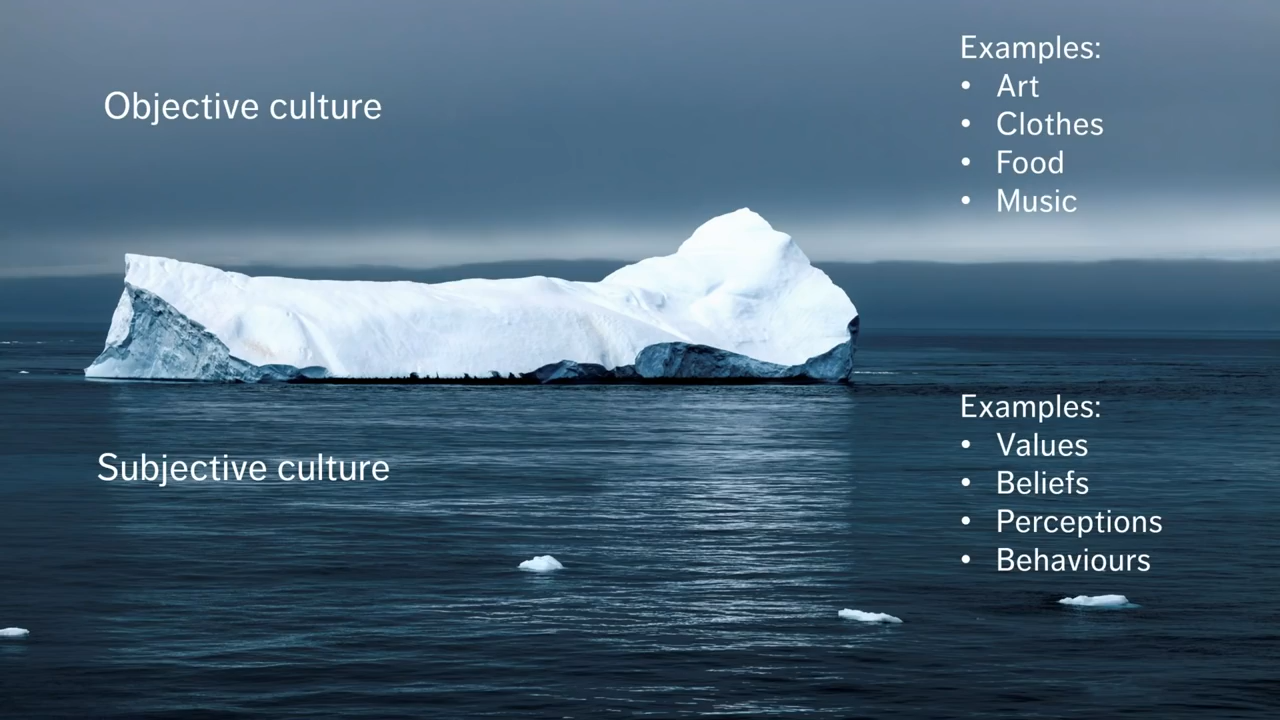 Objective culture
Examples:
• Art
• Clothes
• Food
• Music
Subjective culture
Examples:
• Values
• Beliefs
• Perceptions
• Behaviours